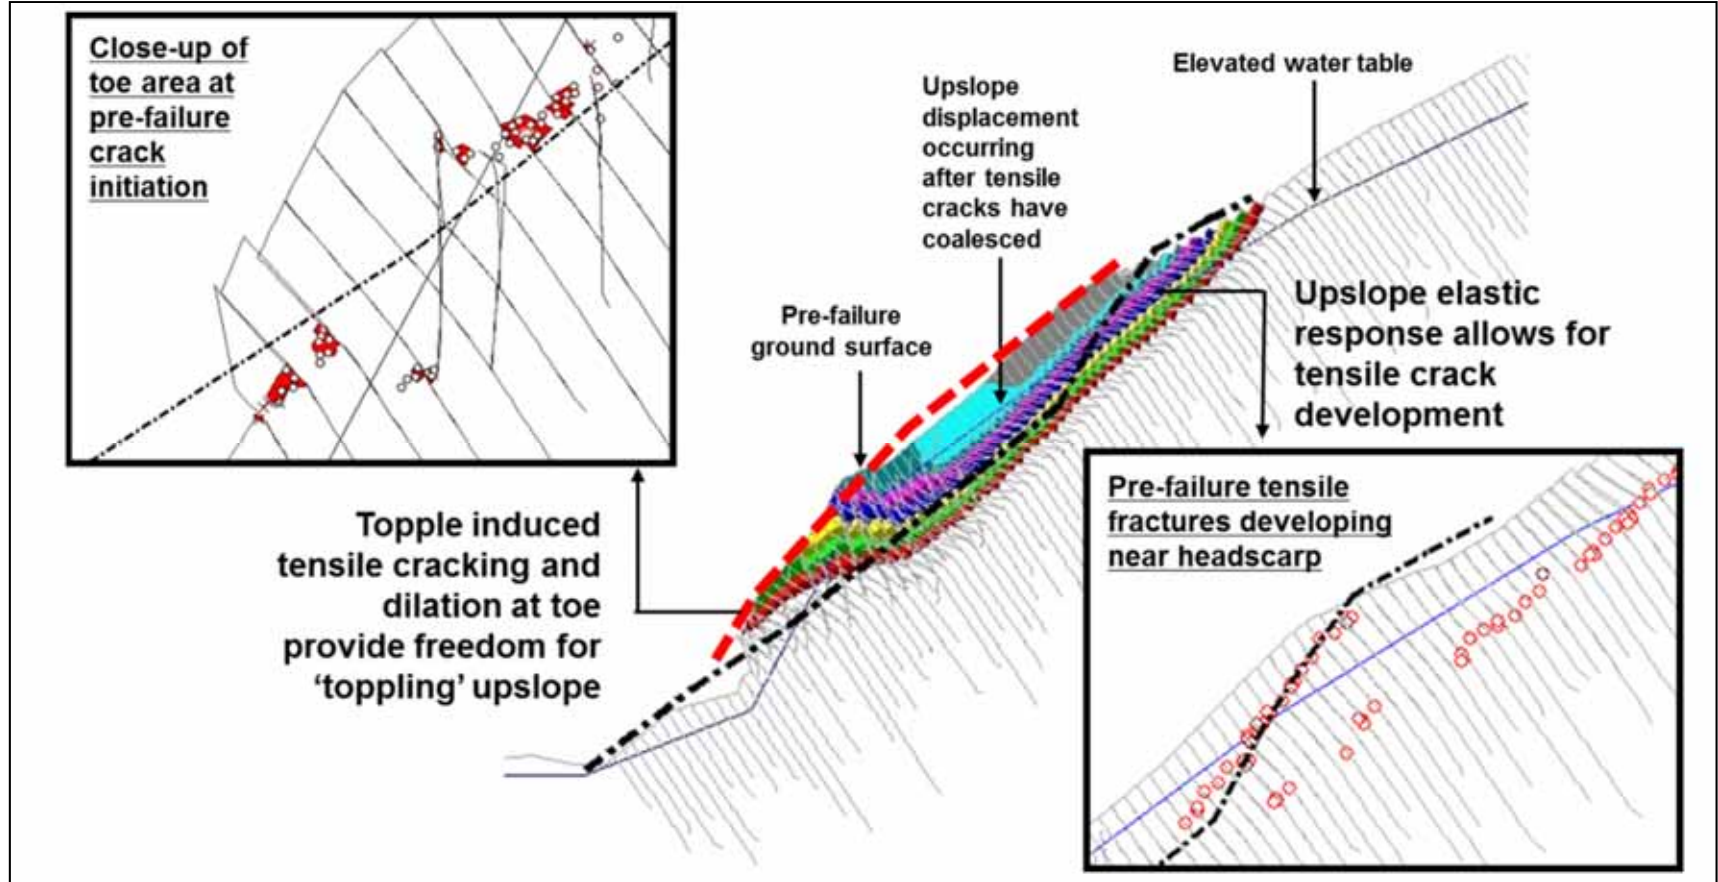 Close-up of
toe area at
pre-failure
crack
initiation
Upslope
displacement
occurring
after tensile
cracks have
coalesced
Elevated water table
Pre-failure
ground surface
Upslope elastic
response allows for
tensile crack
development
Topple induced
tensile cracking and
dilation at toe
provide freedom for
‘toppling’ upslope
Pre-failure tensile
fractures developing
near headscarp